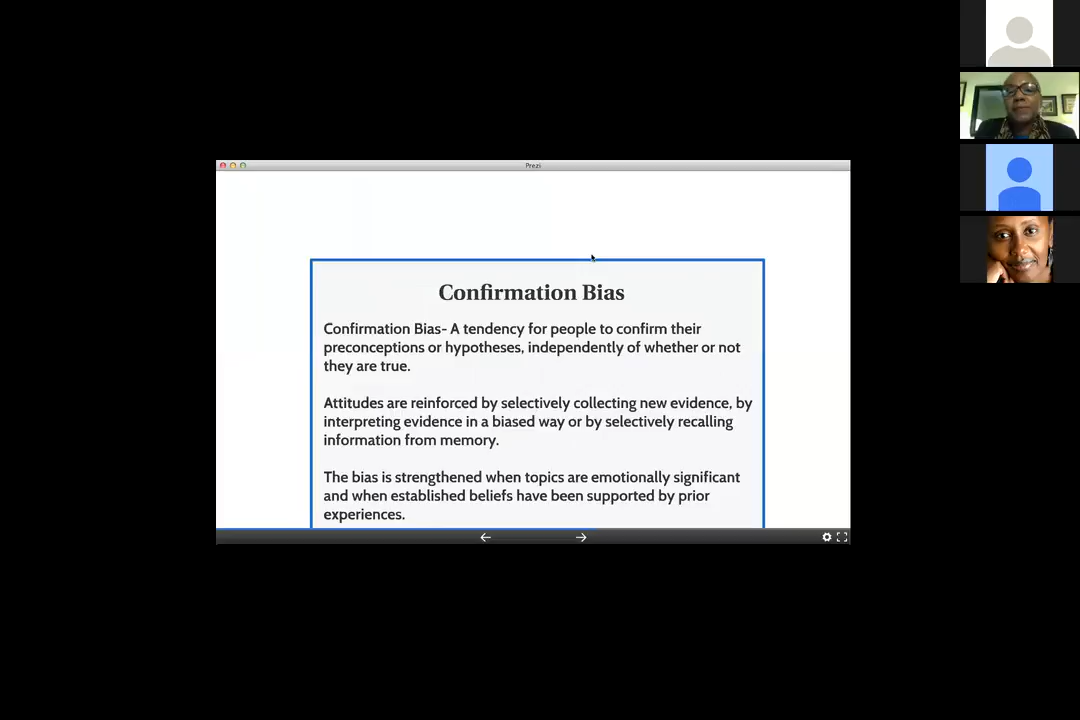 Prezi
Confirmation Bias
Confirmation Bias- A tendency for people to confirm their
preconceptions or hypotheses, independently of whether or not
they are true.
Attitudes are reinforced by selectively collecting new evidence, by
interpreting evidence in a biased way or by selectively recalling
information from memory.
The bias is strengthened when topics are emotionally significant
and when established beliefs have been supported by prior
experiences.